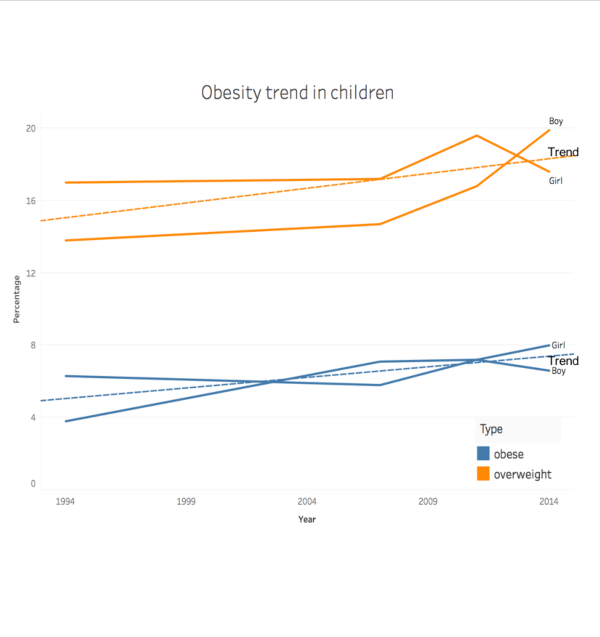 Obesity trend in children
20
Boy
Trend
Girl
16
12
Percentage
8
Girl
Trend
Boy
4
Type
obese
overweight
0
1994
1999
2004
2009
2014
Year